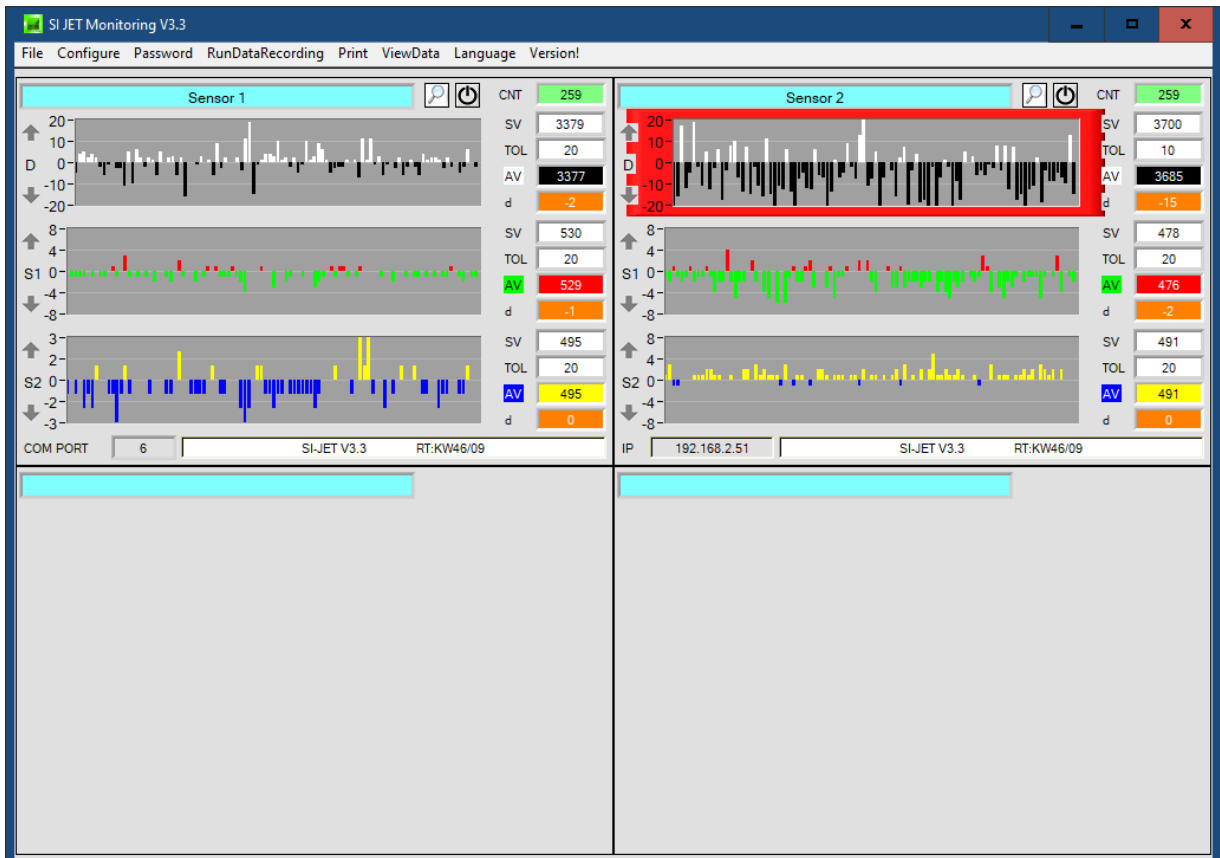 SI JET Monitoring V3.3
File Configure Password RunDataRecording Print ViewData Language Version!
Sensor 1
CNT 259
20
10
D 0
-10
-20
SV 3379
TOL 20
AV 3377
d -2
8
4
S1 0
-4
-8
SV 530
TOL 20
AV 529
d -1
3
2
S2 0
-2
-3
SV 495
TOL 20
AV 495
d 0
COM PORT 6 SI-JET V3.3 RT:KW46/09
Sensor 2
CNT 259
20
10
D 0
-10
-20
SV 3700
TOL 10
AV 3685
d -15
8
4
S1 0
-4
-8
SV 478
TOL 20
AV 476
d -2
8
4
S2 0
-4
-8
SV 491
TOL 20
AV 491
d 0
IP 192.168.2.51 SI-JET V3.3 RT:KW46/09